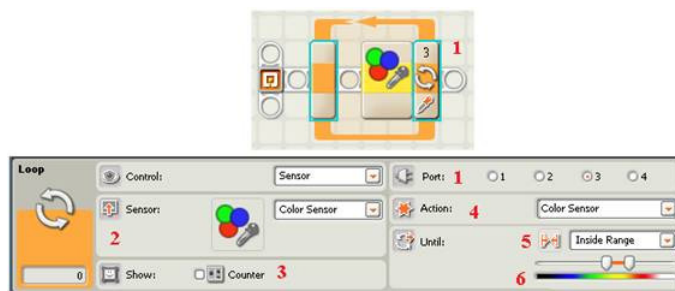 3 1
Loop
Control: Sensor
Port: 1 1 2 3 4
Sensor: Color Sensor
2
Action: 4 Color Sensor
Until: 5 Inside Range
6
0
Show: Counter 3